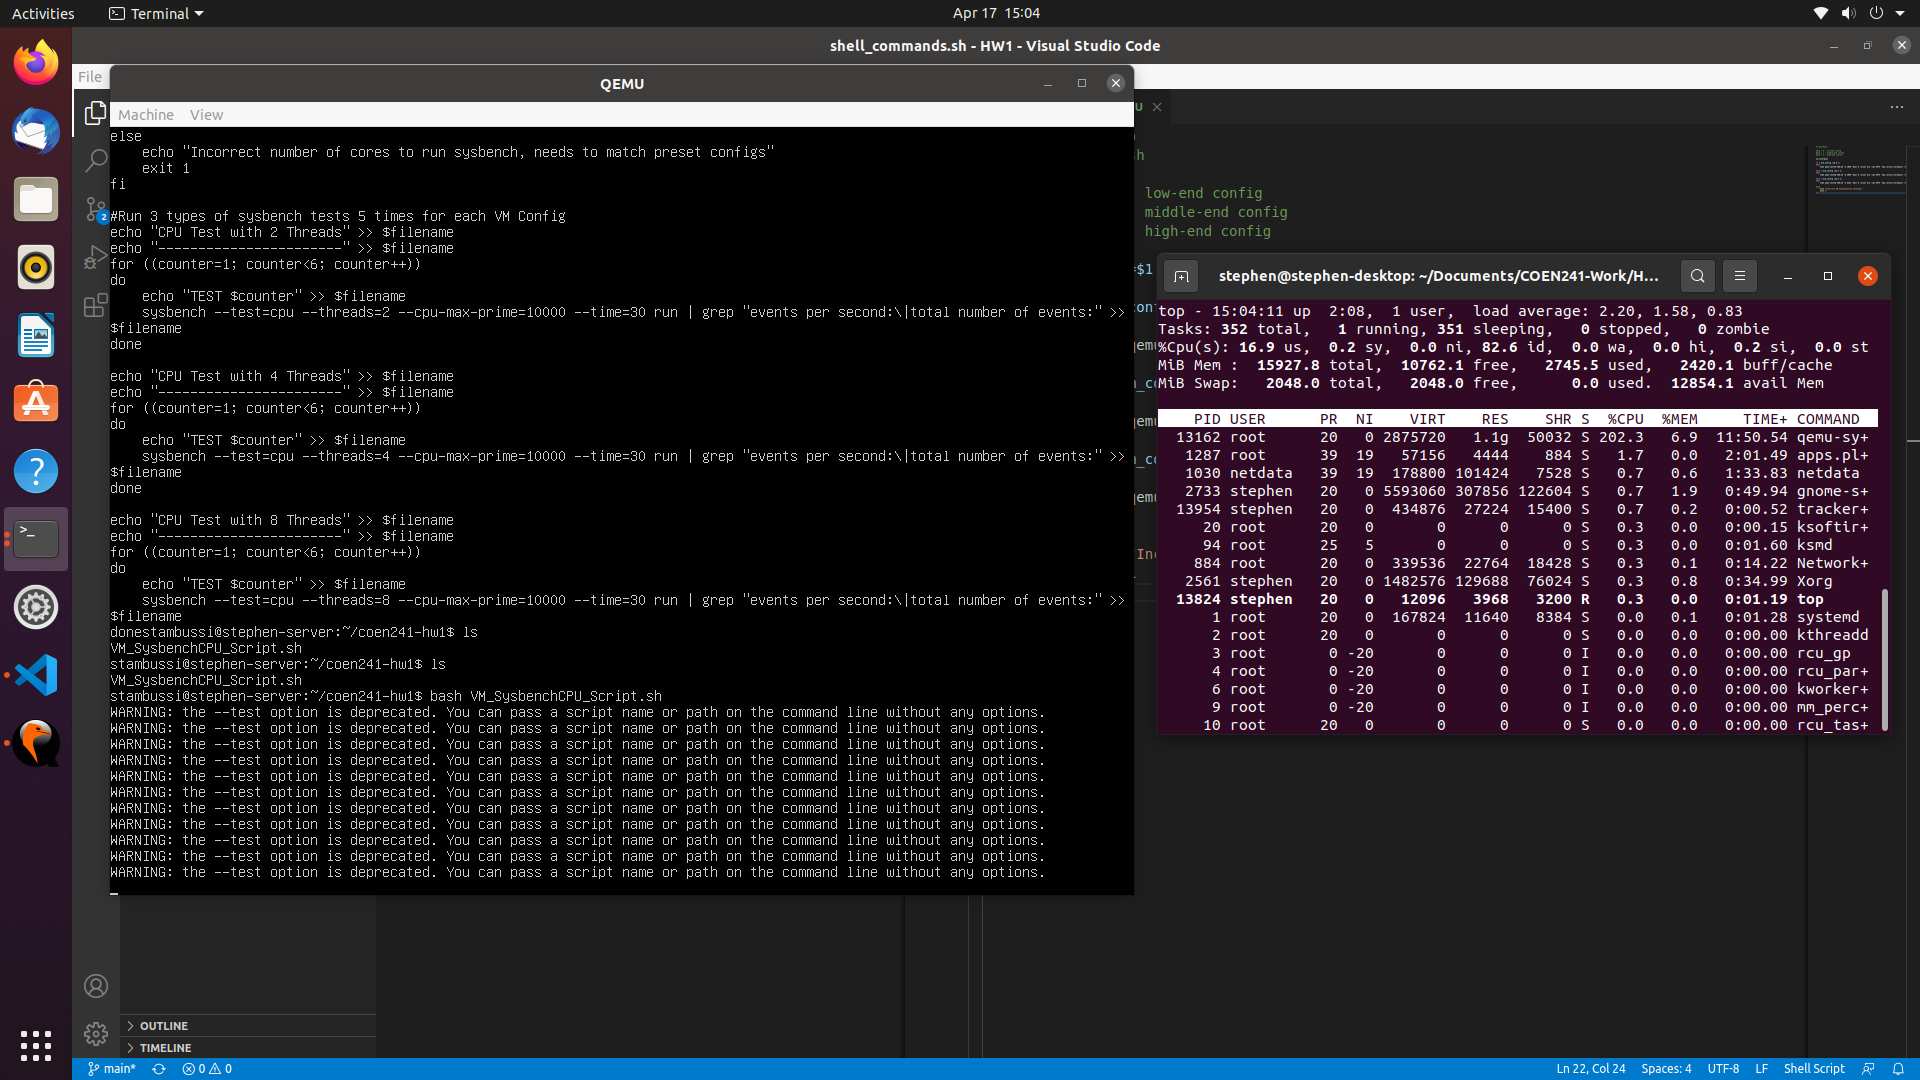 Activities
Terminal
Apr 17 15:04
shell_commands.sh - HW1 - Visual Studio Code
File
QEMU
Machine View
else
    echo "Incorrect number of cores to run sysbench, needs to match preset configs"
    exit 1
fi
#Run 3 types of sysbench tests 5 times for each VM Config
echo "CPU Test with 2 Threads" >> $filename
echo "-----------------------" >> $filename
for ((counter=1; counter<6; counter++))
do
    echo "TEST $counter" >> $filename
    sysbench --test=cpu --threads=2 --cpu-max-prime=10000 --time=30 run | grep "events per second:\|total number of events:" >>
$filename
done
echo "CPU Test with 4 Threads" >> $filename
echo "-----------------------" >> $filename
for ((counter=1; counter<6; counter++))
do
    echo "TEST $counter" >> $filename
    sysbench --test=cpu --threads=4 --cpu-max-prime=10000 --time=30 run | grep "events per second:\|total number of events:" >>
$filename
done
echo "CPU Test with 8 Threads" >> $filename
echo "-----------------------" >> $filename
for ((counter=1; counter<6; counter++))
do
    echo "TEST $counter" >> $filename
    sysbench --test=cpu --threads=8 --cpu-max-prime=10000 --time=30 run | grep "events per second:\|total number of events:" >>
$filename
donestambussi@stephen-server:~/coen241-hw1$ ls
VM_SysbenchCPU_Script.sh
stambussi@stephen-server:~/coen241-hw1$ ls
VM_SysbenchCPU_Script.sh
stambussi@stephen-server:~/coen241-hw1$ bash VM_SysbenchCPU_Script.sh
WARNING: the --test option is deprecated. You can pass a script name or path on the command line without any options.
WARNING: the --test option is deprecated. You can pass a script name or path on the command line without any options.
WARNING: the --test option is deprecated. You can pass a script name or path on the command line without any options.
WARNING: the --test option is deprecated. You can pass a script name or path on the command line without any options.
WARNING: the --test option is deprecated. You can pass a script name or path on the command line without any options.
WARNING: the --test option is deprecated. You can pass a script name or path on the command line without any options.
WARNING: the --test option is deprecated. You can pass a script name or path on the command line without any options.
WARNING: the --test option is deprecated. You can pass a script name or path on the command line without any options.
WARNING: the --test option is deprecated. You can pass a script name or path on the command line without any options.
WARNING: the --test option is deprecated. You can pass a script name or path on the command line without any options.
WARNING: the --test option is deprecated. You can pass a script name or path on the command line without any options.
U
sh
low-end config
middle-end config
high-end config
=$1
con
qemu
n_co
qemu
n_co
qemu
"Inc
stephen@stephen-desktop: ~/Documents/COEN241-Work/H...
top - 15:04:11 up  2:08,  1 user,  load average: 2.20, 1.58, 0.83
Tasks: 352 total,   1 running, 351 sleeping,   0 stopped,   0 zombie
%Cpu(s): 16.9 us,  0.2 sy,  0.0 ni, 82.6 id,  0.0 wa,  0.0 hi,  0.2 si,  0.0 st
MiB Mem :  15927.8 total,  10762.1 free,   2745.5 used,   2420.1 buff/cache
MiB Swap:   2048.0 total,   2048.0 free,      0.0 used.  12854.1 avail Mem
PID USER PR NI VIRT RES SHR S %CPU %MEM TIME+ COMMAND
13162 root 20 0 2875720 1.1g 50032 S 202.3 6.9 11:50.54 qemu-sy+
1287 root 39 19 57156 4444 884 S 1.7 0.0 2:01.49 apps.pl+
1030 netdata 39 19 178800 101424 7528 S 0.7 0.6 1:33.83 netdata
2733 stephen 20 0 5593060 307856 122604 S 0.7 1.9 0:49.94 gnome-s+
13954 stephen 20 0 434876 27224 15400 S 0.7 0.2 0:00.52 tracker+
20 root 20 0 0 0 0 S 0.3 0.0 0:00.15 ksoftir+
94 root 25 5 0 0 0 S 0.3 0.0 0:01.60 ksmd
884 root 20 0 339536 22764 18428 S 0.3 0.1 0:14.22 Network+
2561 stephen 20 0 1482576 129688 76024 S 0.3 0.8 0:34.99 Xorg
13824 stephen 20 0 12096 3968 3200 R 0.3 0.0 0:01.19 top
1 root 20 0 167824 11640 8384 S 0.0 0.1 0:01.28 systemd
2 root 20 0 0 0 0 S 0.0 0.0 0:00.00 kthreadd
3 root 0 -20 0 0 0 I 0.0 0.0 0:00.00 rcu_gp
4 root 0 -20 0 0 0 I 0.0 0.0 0:00.00 rcu_par+
6 root 0 -20 0 0 0 I 0.0 0.0 0:00.00 kworker+
9 root 0 -20 0 0 0 I 0.0 0.0 0:00.00 mm_perc+
10 root 20 0 0 0 0 S 0.0 0.0 0:00.00 rcu_tas+
2
OUTLINE
TIMELINE
main*
0 0
Ln 22, Col 24
Spaces: 4
UTF-8
LF
Shell Script